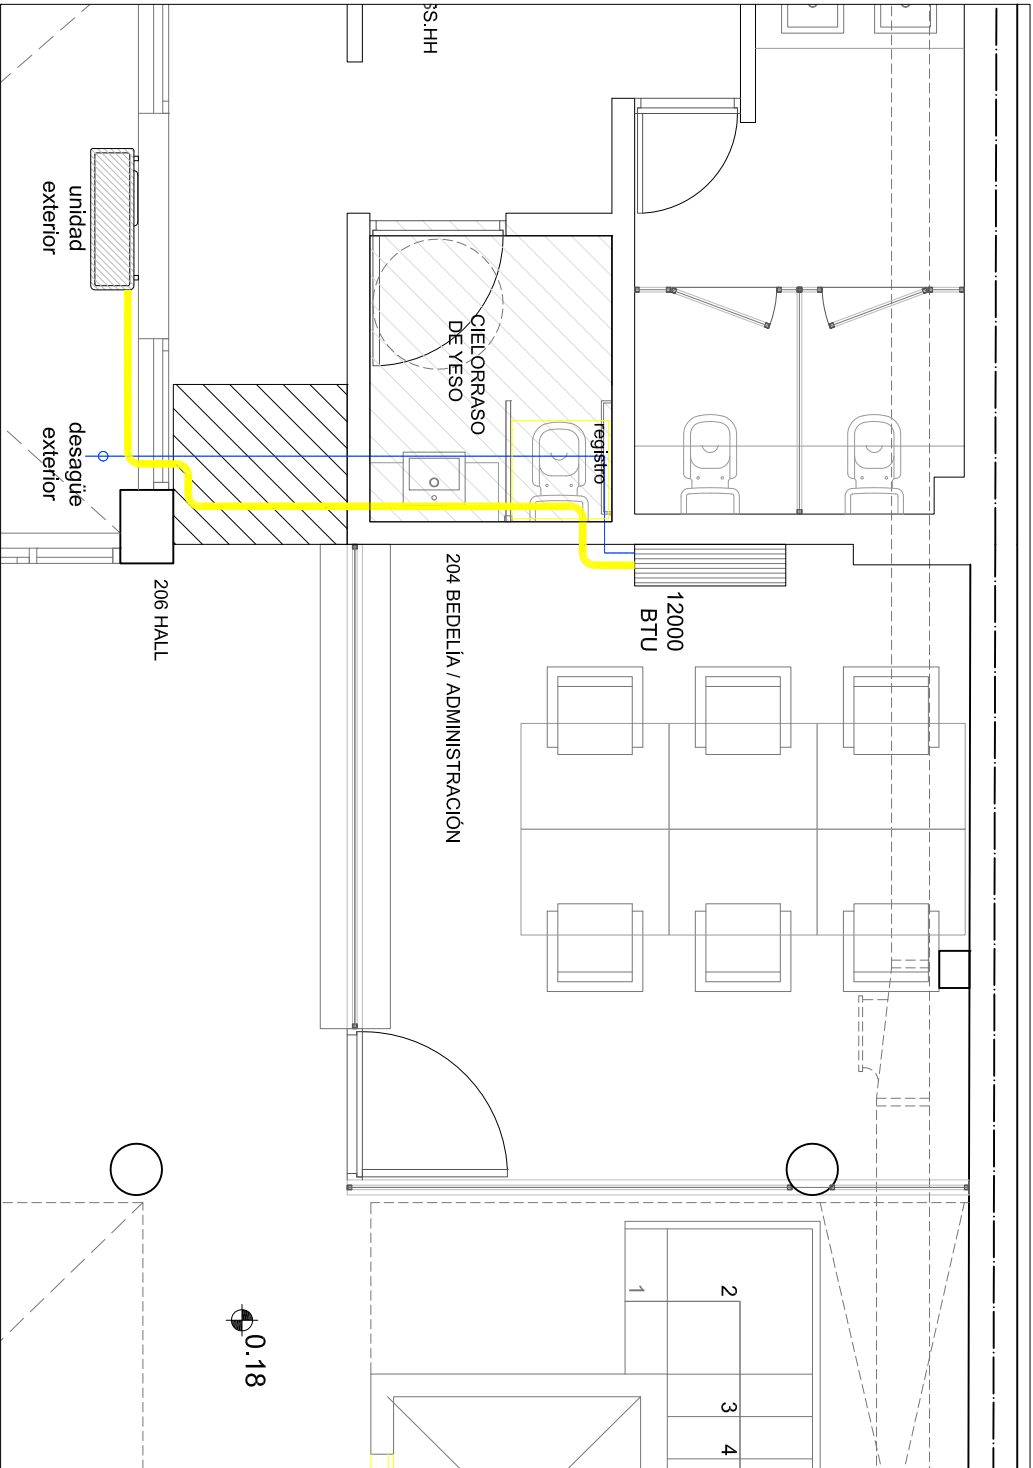 SS.HH
unidad
exterior
CIELORRASO
DE YESO
registro
desagüe
exterior
206 HALL
204 BEDELÍA / ADMINISTRACIÓN
12000
BTU
0.18
1
2
3
4